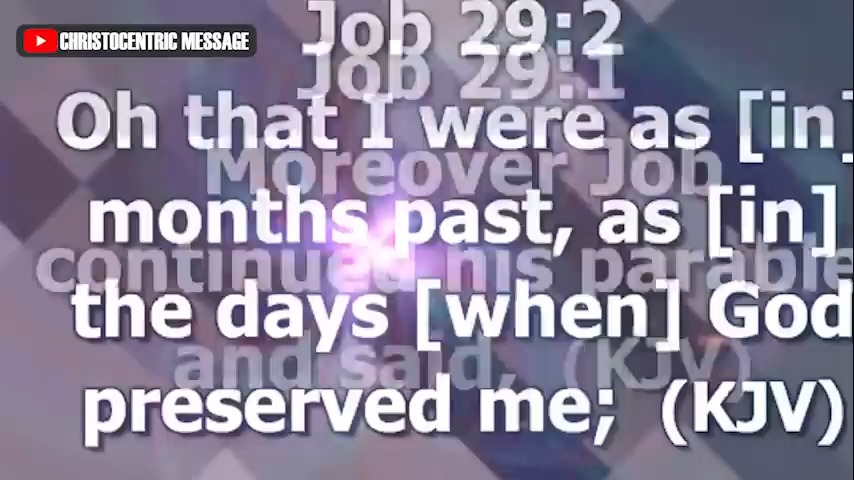 CHRISTOCENTRIC MESSAGE
Job 29:2
Job 29:1
Oh that I were as [in]
Moreover Job
months past, as [in]
continued his parable
the days [when] God
and said, (KJV)
preserved me; (KJV)